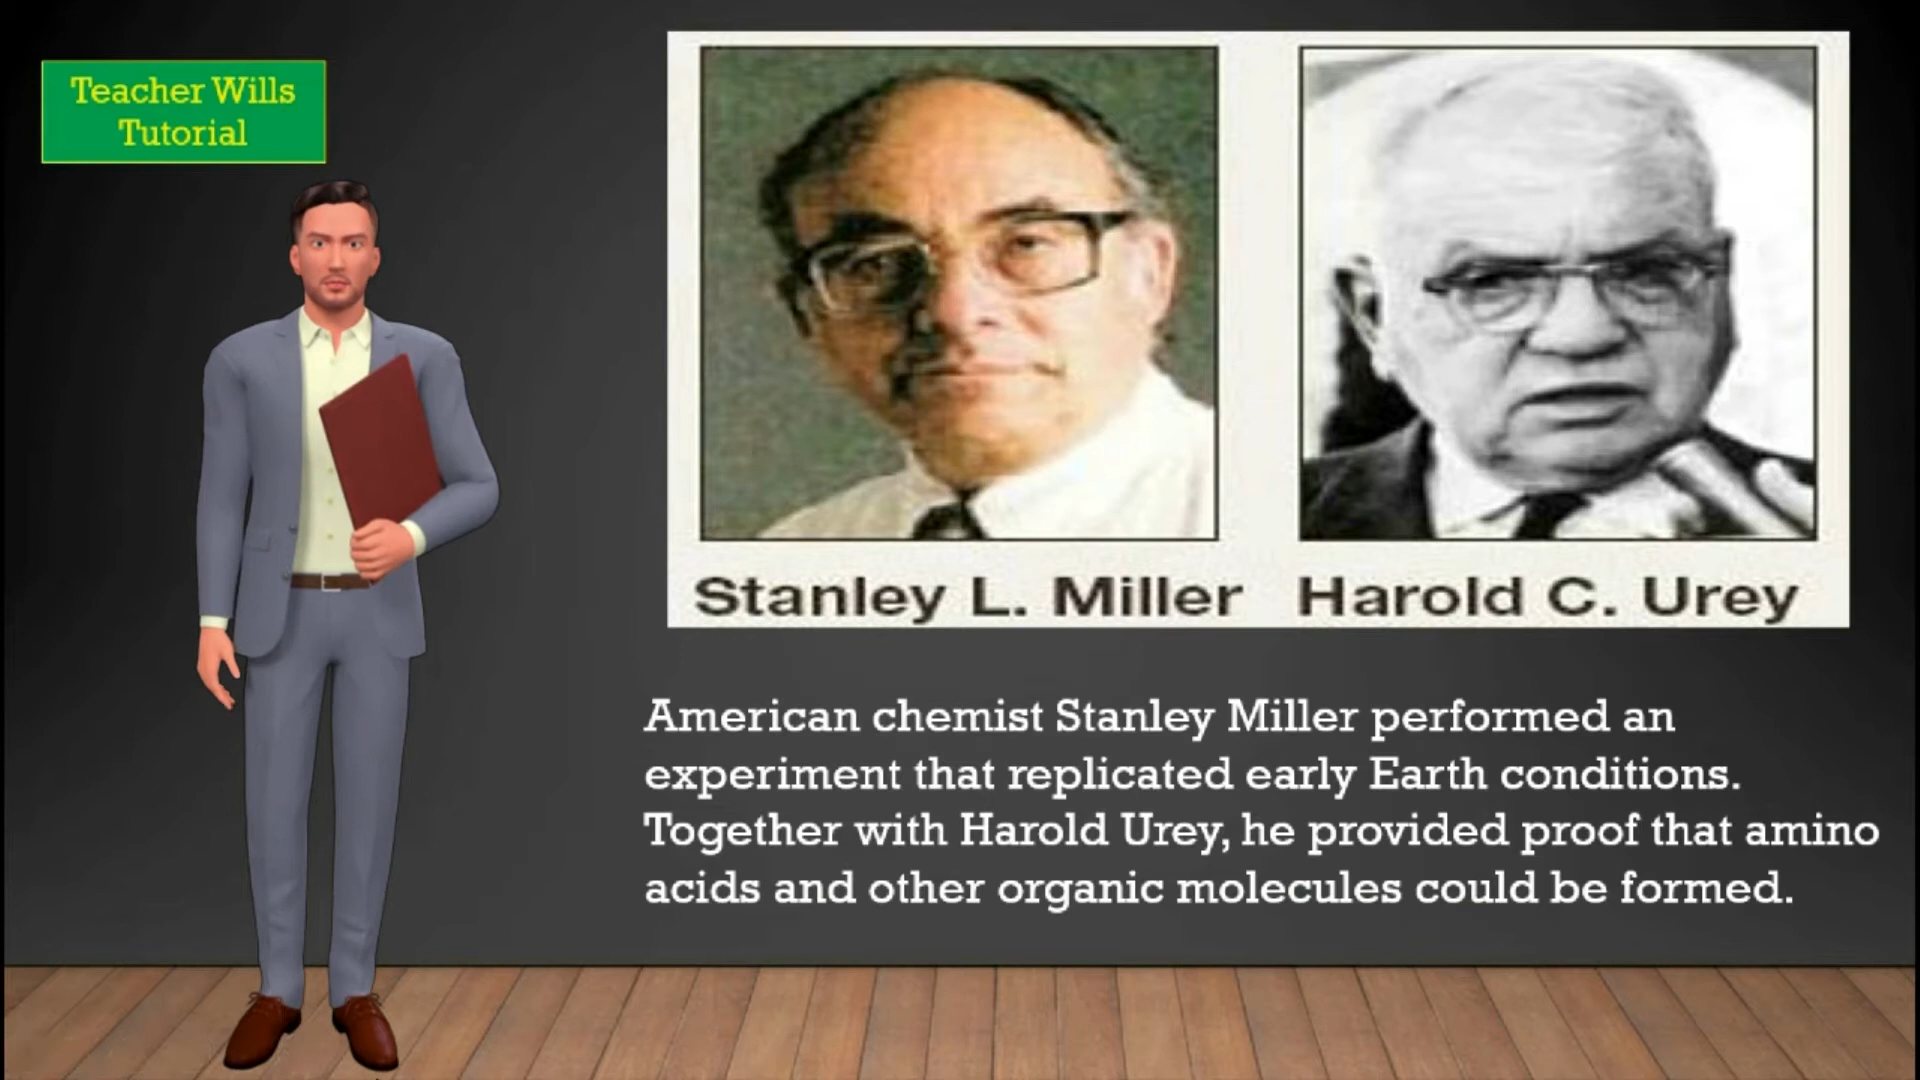 Teacher Wills
Tutorial
Stanley L. Miller
Harold C. Urey
American chemist Stanley Miller performed an
experiment that replicated early Earth conditions.
Together with Harold Urey, he provided proof that amino
acids and other organic molecules could be formed.